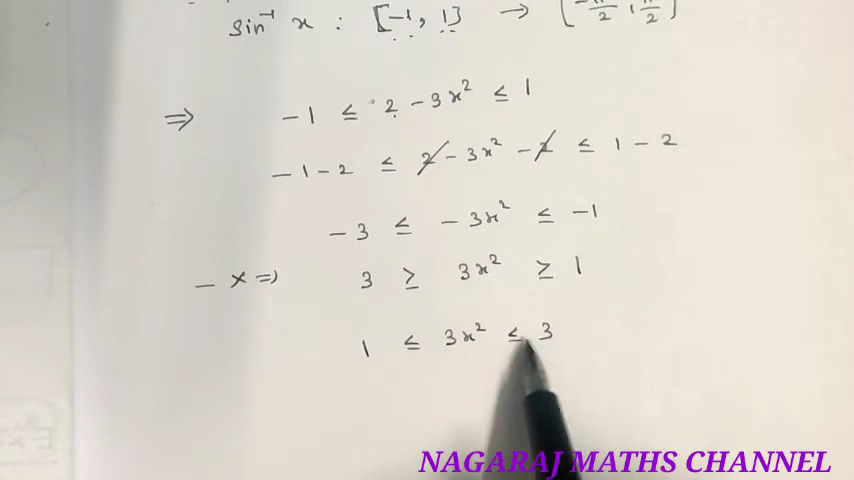 sin⁻¹ x : [-1, 1] → [-π/2, π/2]
⇒ -1 ≤ 2 - 3x² ≤ 1
-1-2 ≤ 2 - 3x² - 2 ≤ 1 - 2
-3 ≤ -3x² ≤ -1
- × ⇒ 3 ≥ 3x² ≥ 1
1 ≤ 3x² ≤ 3
NAGARAJ MATHS CHANNEL